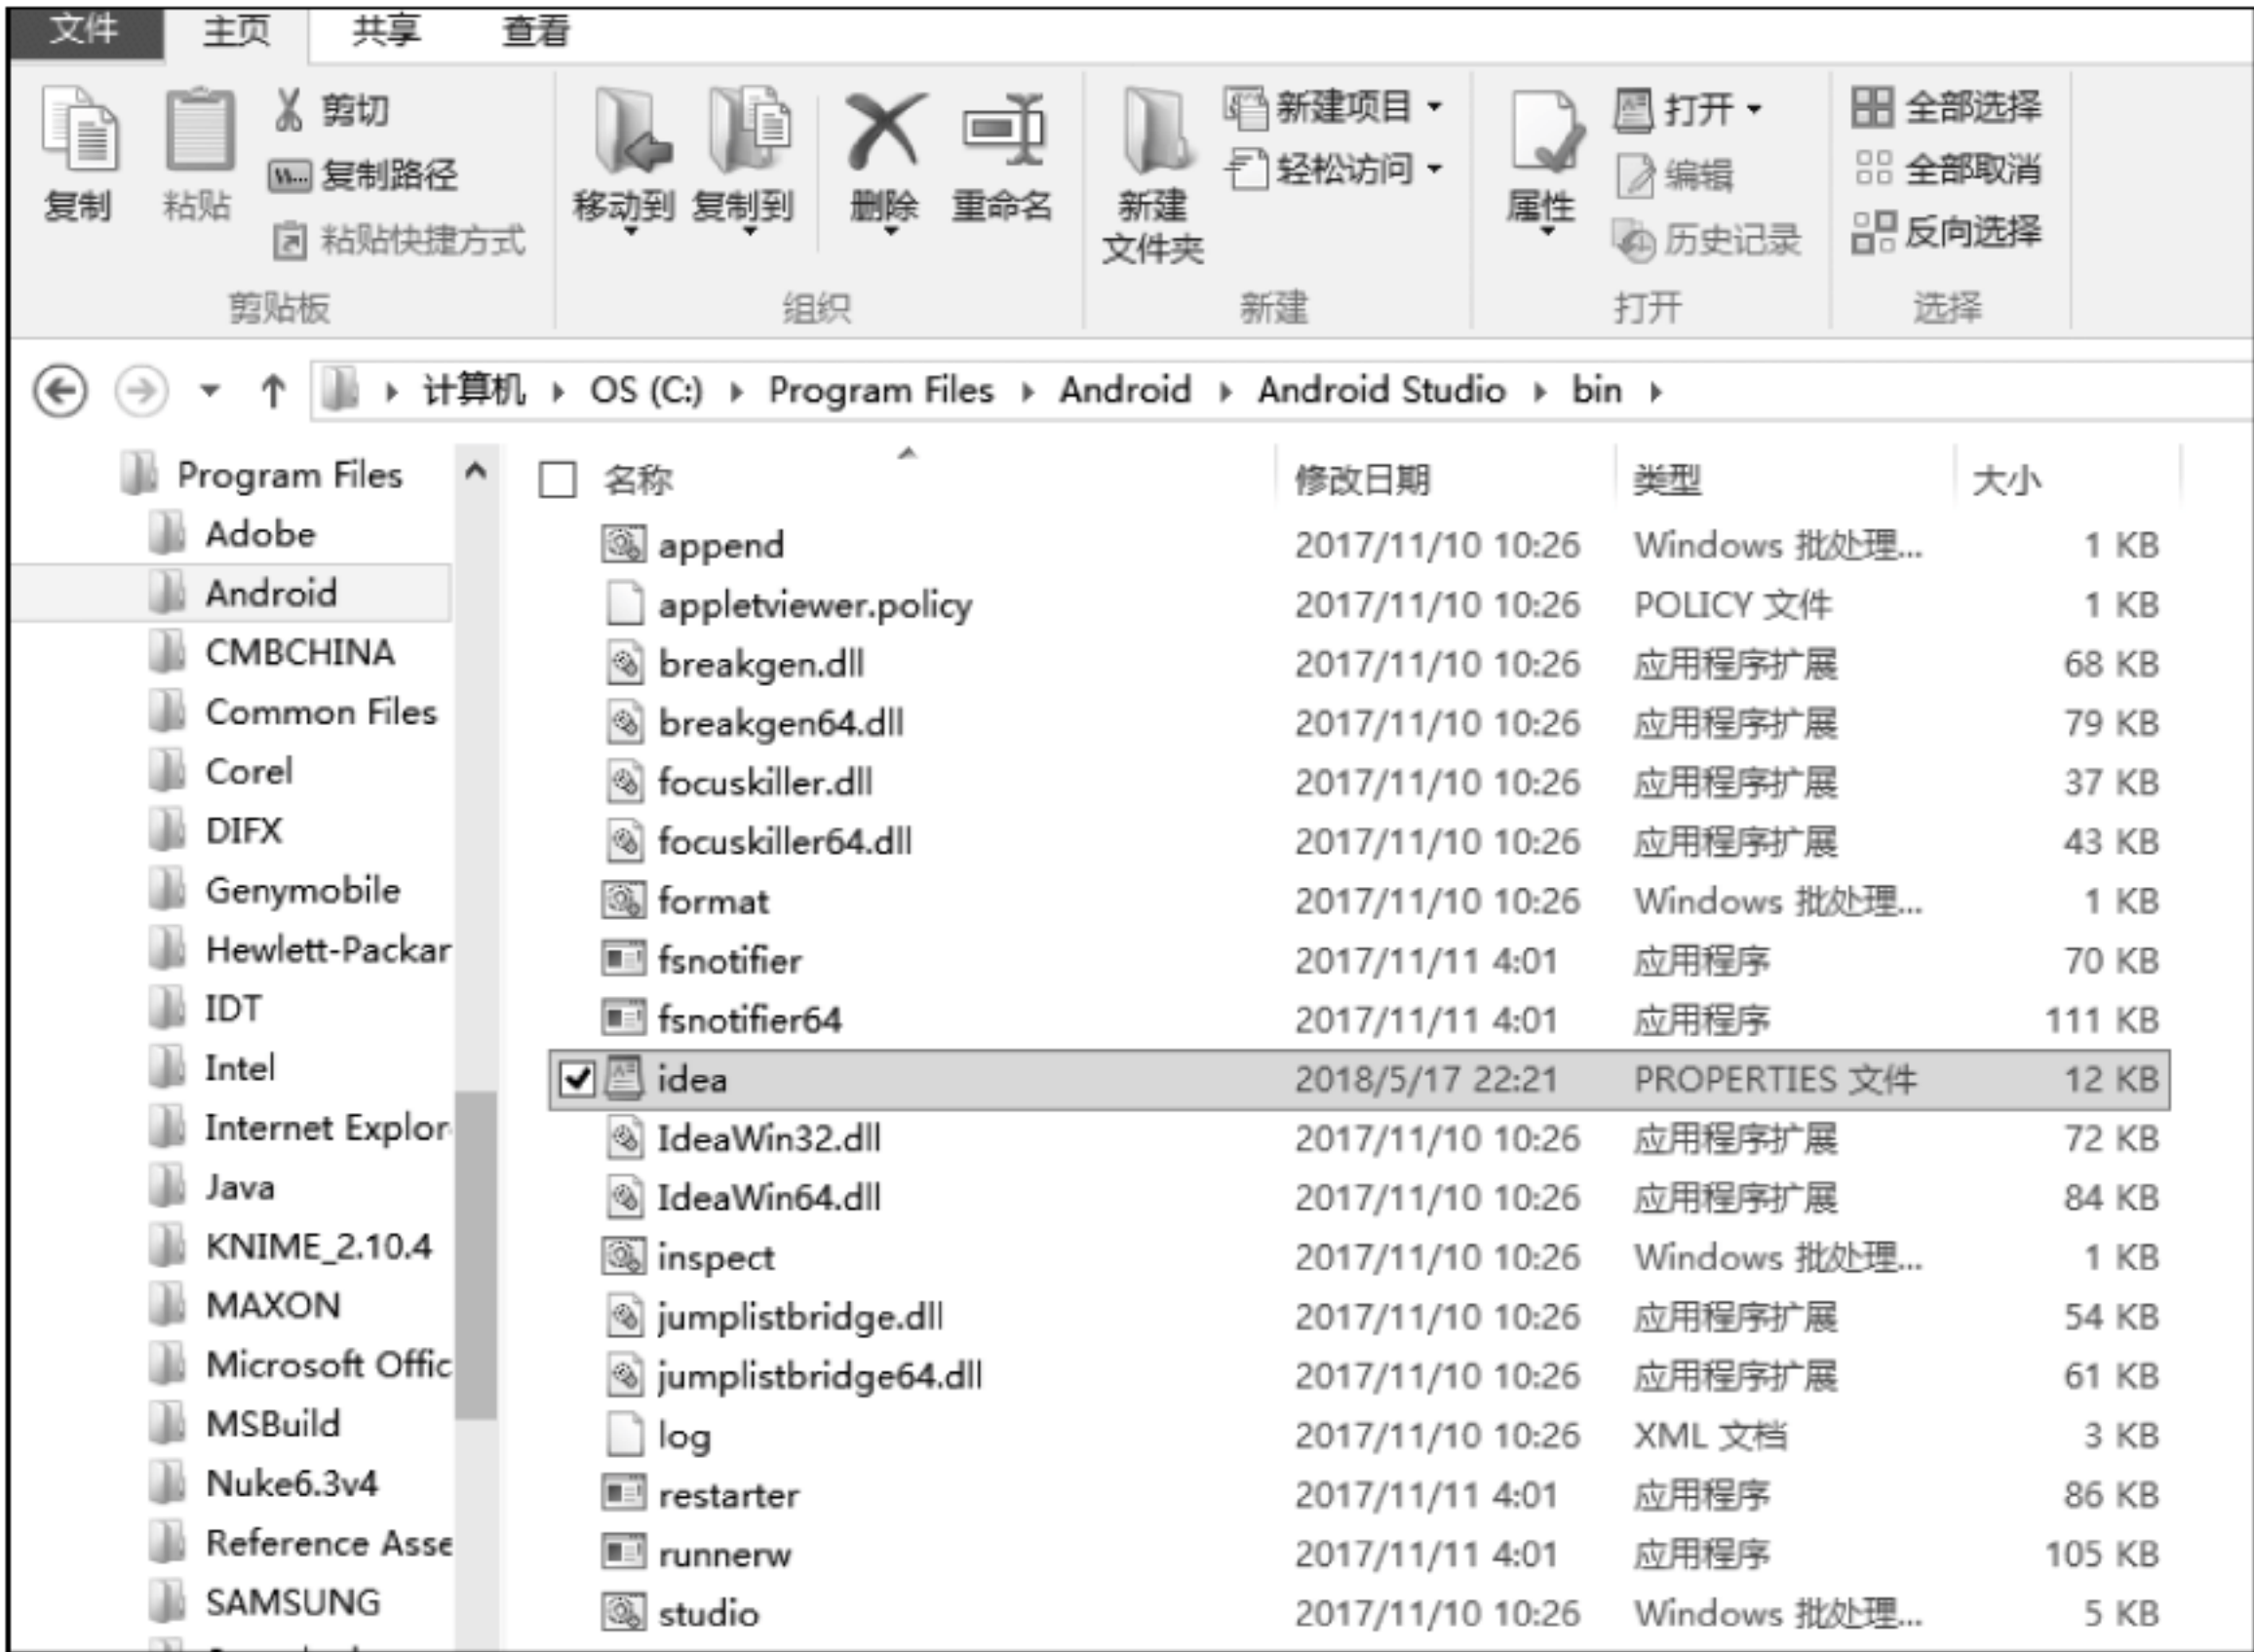 文件 主页 共享 查看
复制
粘贴
剪切
W... 复制路径
粘贴快捷方式
剪贴板
移动到 复制到 删除 重命名
组织
新建
文件夹
新建项目
轻松访问
新建
属性
打开
编辑
历史记录
打开
全部选择
全部取消
反向选择
选择
计算机 OS (C:) Program Files Android Android Studio bin
Program Files
Adobe
Android
CMBCHINA
Common Files
Corel
DIFX
Genymobile
Hewlett-Packar
IDT
Intel
Internet Explor
Java
KNIME_2.10.4
MAXON
Microsoft Offic
MSBuild
Nuke6.3v4
Reference Asse
SAMSUNG
名称 修改日期 类型 大小
append 2017/11/10 10:26 Windows 批处理... 1 KB
appletviewer.policy 2017/11/10 10:26 POLICY 文件 1 KB
breakgen.dll 2017/11/10 10:26 应用程序扩展 68 KB
breakgen64.dll 2017/11/10 10:26 应用程序扩展 79 KB
focuskiller.dll 2017/11/10 10:26 应用程序扩展 37 KB
focuskiller64.dll 2017/11/10 10:26 应用程序扩展 43 KB
format 2017/11/10 10:26 Windows 批处理... 1 KB
fsnotifier 2017/11/11 4:01 应用程序 70 KB
fsnotifier64 2017/11/11 4:01 应用程序 111 KB
idea 2018/5/17 22:21 PROPERTIES 文件 12 KB
IdeaWin32.dll 2017/11/10 10:26 应用程序扩展 72 KB
IdeaWin64.dll 2017/11/10 10:26 应用程序扩展 84 KB
inspect 2017/11/10 10:26 Windows 批处理... 1 KB
jumplistbridge.dll 2017/11/10 10:26 应用程序扩展 54 KB
jumplistbridge64.dll 2017/11/10 10:26 应用程序扩展 61 KB
log 2017/11/10 10:26 XML 文档 3 KB
restarter 2017/11/11 4:01 应用程序 86 KB
runnerw 2017/11/11 4:01 应用程序 105 KB
studio 2017/11/10 10:26 Windows 批处理... 5 KB